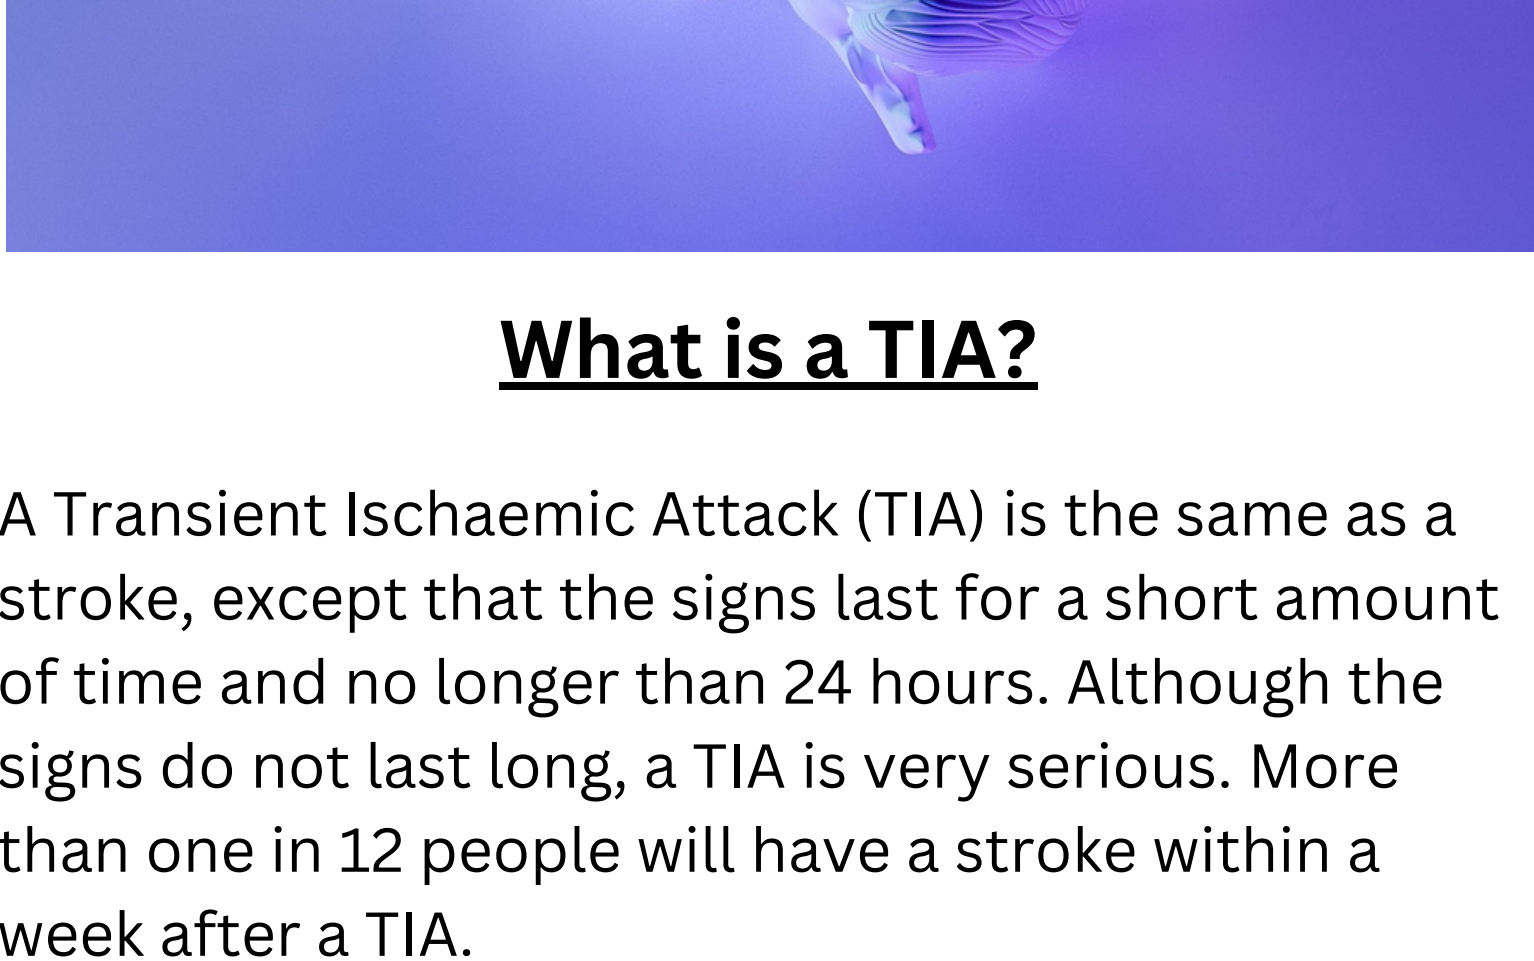 What is a TIA?
A Transient Ischaemic Attack (TIA) is the same as a
stroke, except that the signs last for a short amount
of time and no longer than 24 hours. Although the
signs do not last long, a TIA is very serious. More
than one in 12 people will have a stroke within a
week after a TIA.